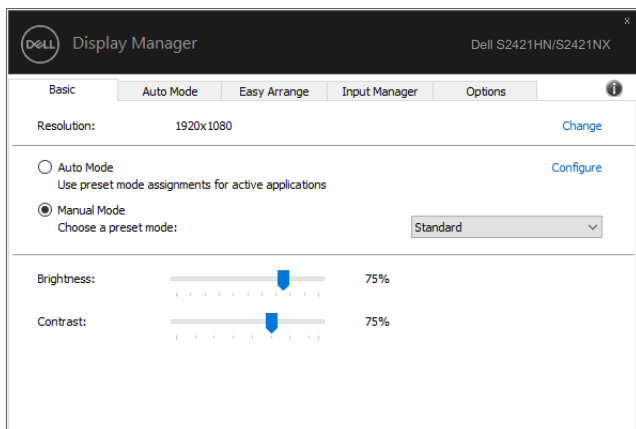 x
DELL Display Manager Dell S2421HN/S2421NX
Basic Auto Mode Easy Arrange Input Manager Options i
Resolution: 1920x1080 Change
Auto Mode Configure
Use preset mode assignments for active applications
Manual Mode
Choose a preset mode: Standard
Brightness: 75%
Contrast: 75%